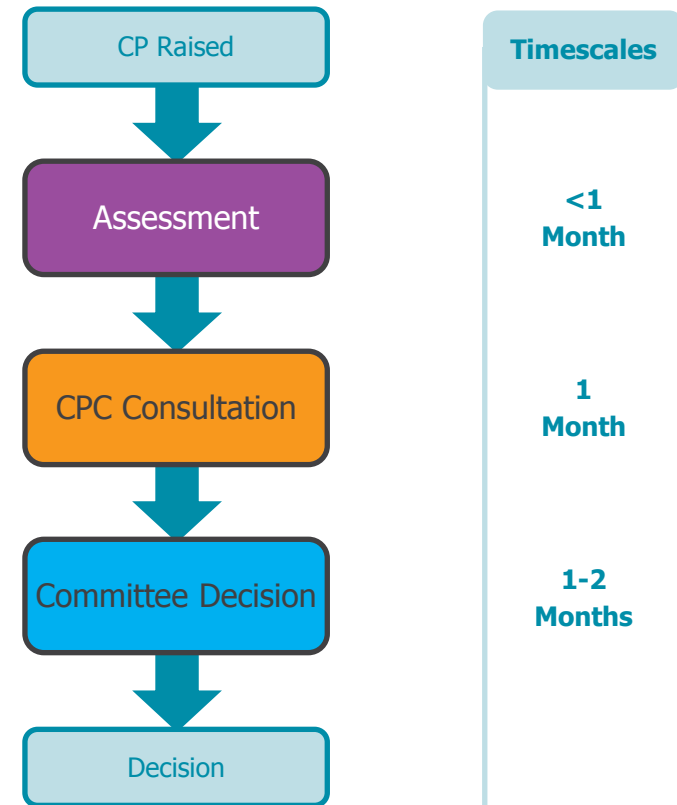 CP Raised
Timescales
Assessment
<1
Month
CPC Consultation
1
Month
Committee Decision
1-2
Months
Decision